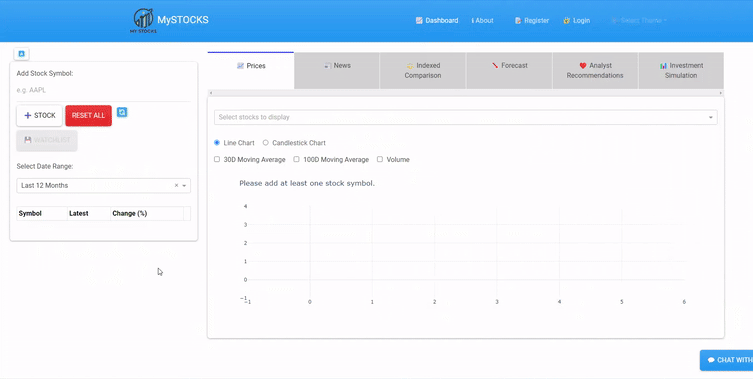 MySTOCKS
MY STOCKS
Dashboard
About
Register
Login
Select Theme
Add Stock Symbol:
e.g. AAPL
+ STOCK
RESET ALL
WATCHLIST
Select Date Range:
Last 12 Months
Symbol Latest Change (%)
Prices
News
Indexed
Comparison
Forecast
Analyst
Recommendations
Investment
Simulation
Select stocks to display
Line Chart
Candlestick Chart
30D Moving Average
100D Moving Average
Volume
Please add at least one stock symbol.
4
3
2
1
0
−1
−1 0 1 2 3 4 5 6
CHAT WITH